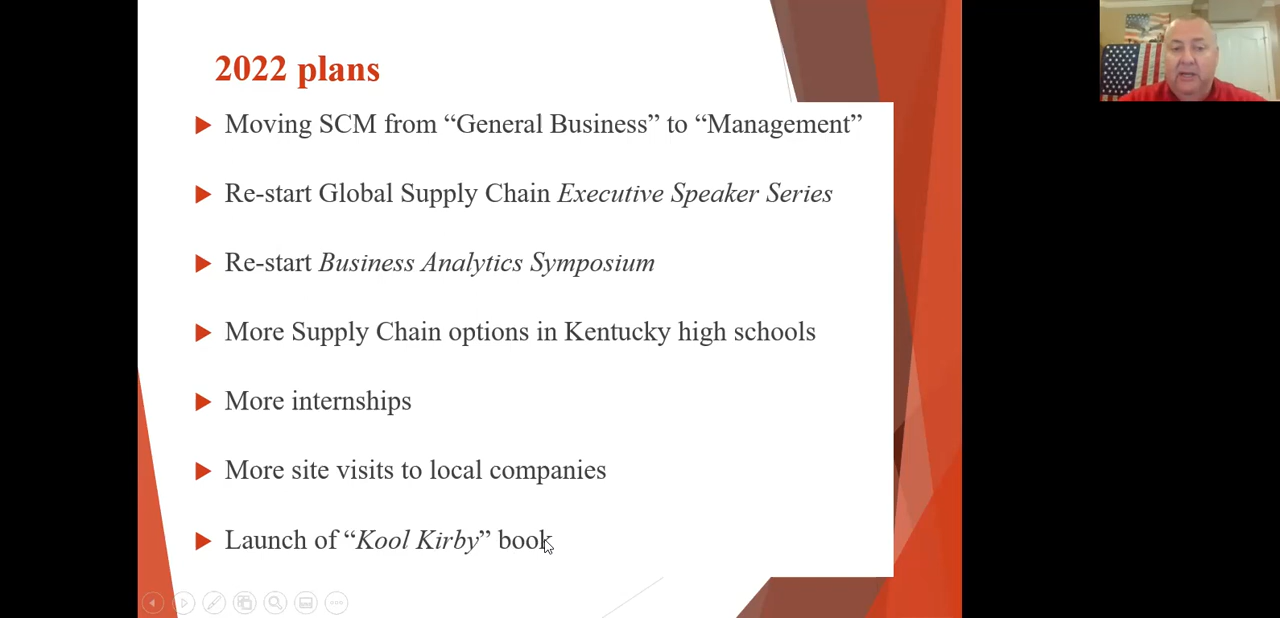 2022 plans
Moving SCM from “General Business” to “Management”
Re-start Global Supply Chain Executive Speaker Series
Re-start Business Analytics Symposium
More Supply Chain options in Kentucky high schools
More internships
More site visits to local companies
Launch of “Kool Kirby” book